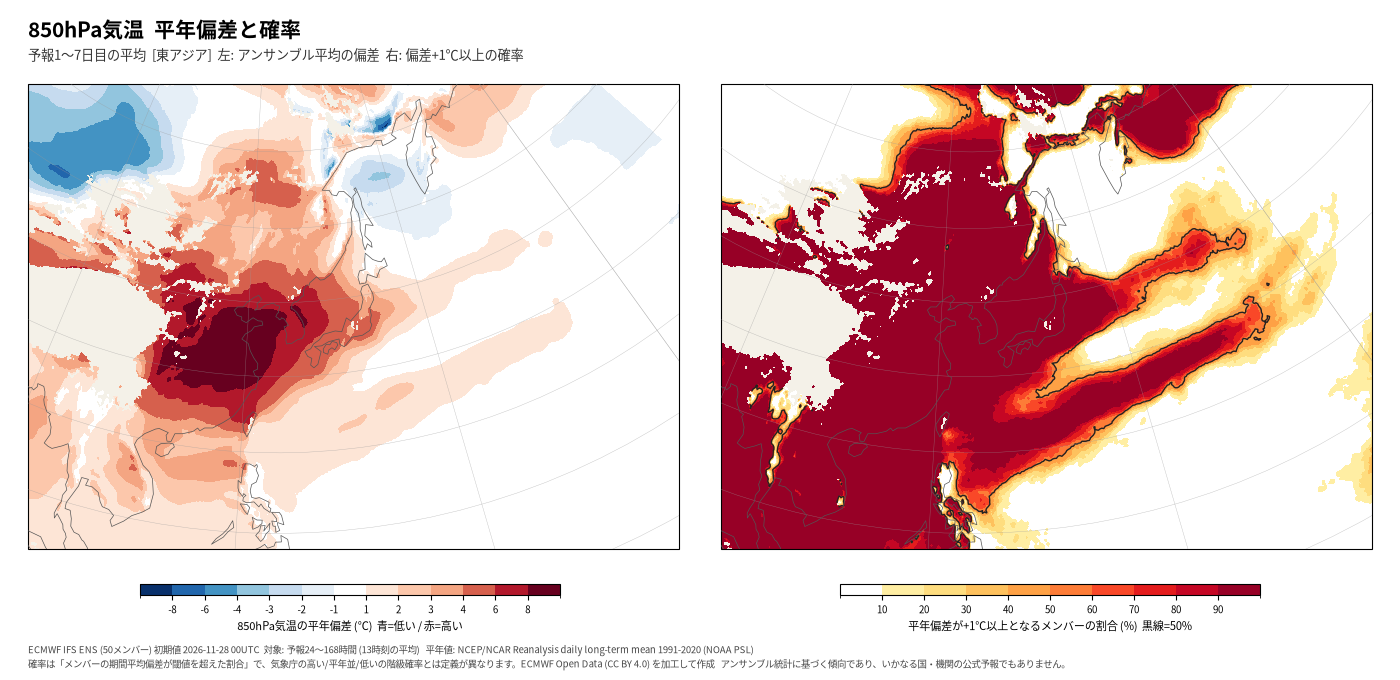 850hPa気温 平年偏差と確率
予報1～7日目の平均 [東アジア] 左: アンサンブル平均の偏差 右: 偏差+1℃以上の確率
-8 -6 -4 -3 -2 -1 1 2 3 4 6 8
850hPa気温の平年偏差 (℃) 青=低い / 赤=高い
10 20 30 40 50 60 70 80 90
平年偏差が+1℃以上となるメンバーの割合 (%) 黒線=50%
ECMWF IFS ENS (50メンバー) 初期値 2026-11-28 00UTC 対象: 予報24～168時間 (13時刻の平均) 平年値: NCEP/NCAR Reanalysis daily long-term mean 1991-2020 (NOAA PSL)
確率は「メンバーの期間平均偏差が閾値を超えた割合」で、気象庁の高い/平年並/低いの階級確率とは定義が異なります。ECMWF Open Data (CC BY 4.0) を加工して作成 アンサンブル統計に基づく傾向であり、いかなる国・機関の公式予報でもありません。